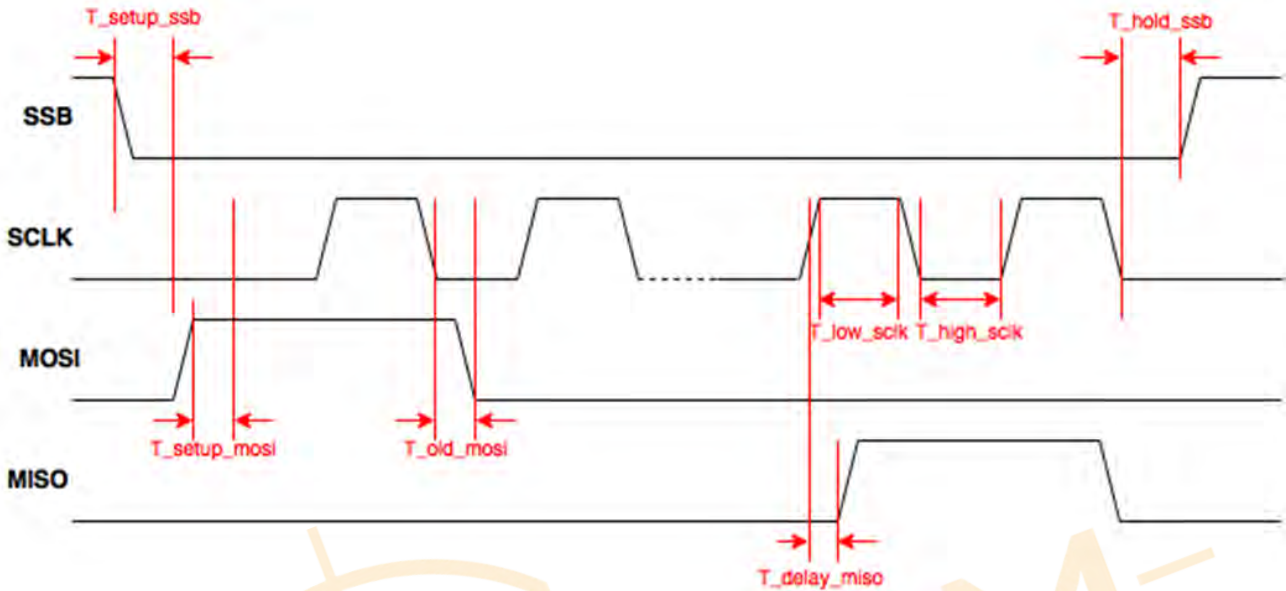 T_setup_ssb
T_hold_ssb
SSB
SCLK
T_low_sclk
T_high_sclk
MOSI
T_setup_mosi
T_old_mosi
MISO
T_delay_miso